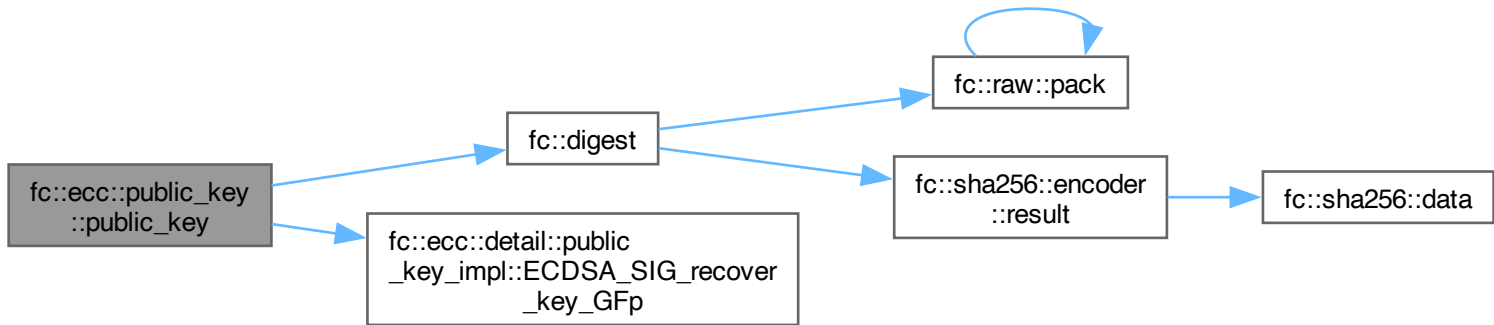 fc::ecc::public_key
::public_key
fc::digest
fc::ecc::detail::public
_key_impl::ECDSA_SIG_recover
_key_GFp
fc::raw::pack
fc::sha256::encoder
::result
fc::sha256::data